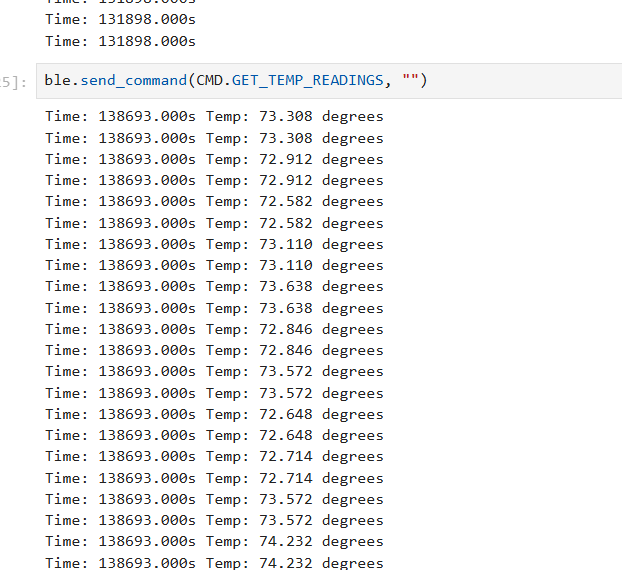 Time: 131898.000s
Time: 131898.000s
5]:
ble.send_command(CMD.GET_TEMP_READINGS, "")
Time: 138693.000s Temp: 73.308 degrees
Time: 138693.000s Temp: 73.308 degrees
Time: 138693.000s Temp: 72.912 degrees
Time: 138693.000s Temp: 72.912 degrees
Time: 138693.000s Temp: 72.582 degrees
Time: 138693.000s Temp: 72.582 degrees
Time: 138693.000s Temp: 73.110 degrees
Time: 138693.000s Temp: 73.110 degrees
Time: 138693.000s Temp: 73.638 degrees
Time: 138693.000s Temp: 73.638 degrees
Time: 138693.000s Temp: 72.846 degrees
Time: 138693.000s Temp: 72.846 degrees
Time: 138693.000s Temp: 73.572 degrees
Time: 138693.000s Temp: 73.572 degrees
Time: 138693.000s Temp: 72.648 degrees
Time: 138693.000s Temp: 72.648 degrees
Time: 138693.000s Temp: 72.714 degrees
Time: 138693.000s Temp: 72.714 degrees
Time: 138693.000s Temp: 73.572 degrees
Time: 138693.000s Temp: 73.572 degrees
Time: 138693.000s Temp: 74.232 degrees
Time: 138693.000s Temp: 74.232 degrees